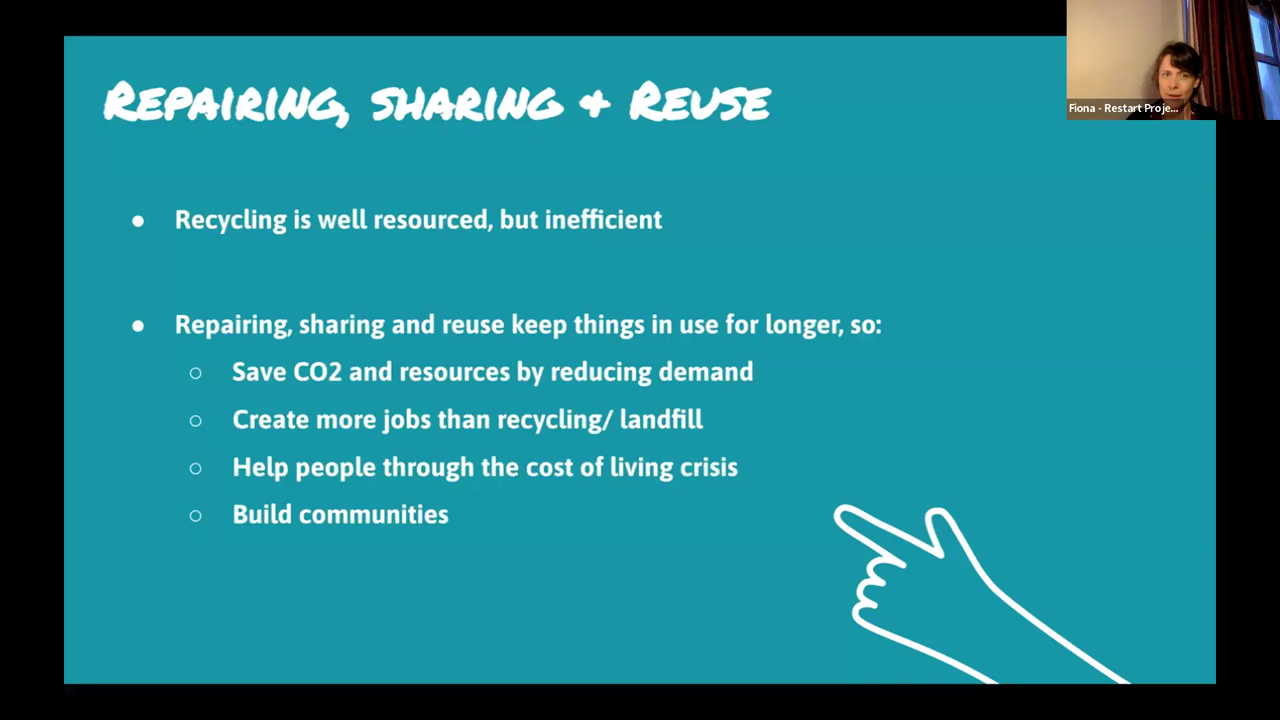 Repairing, sharing + Reuse
Fiona - Restart Proje...
● Recycling is well resourced, but inefficient
● Repairing, sharing and reuse keep things in use for longer, so:
○ Save CO2 and resources by reducing demand
○ Create more jobs than recycling/ landfill
○ Help people through the cost of living crisis
○ Build communities